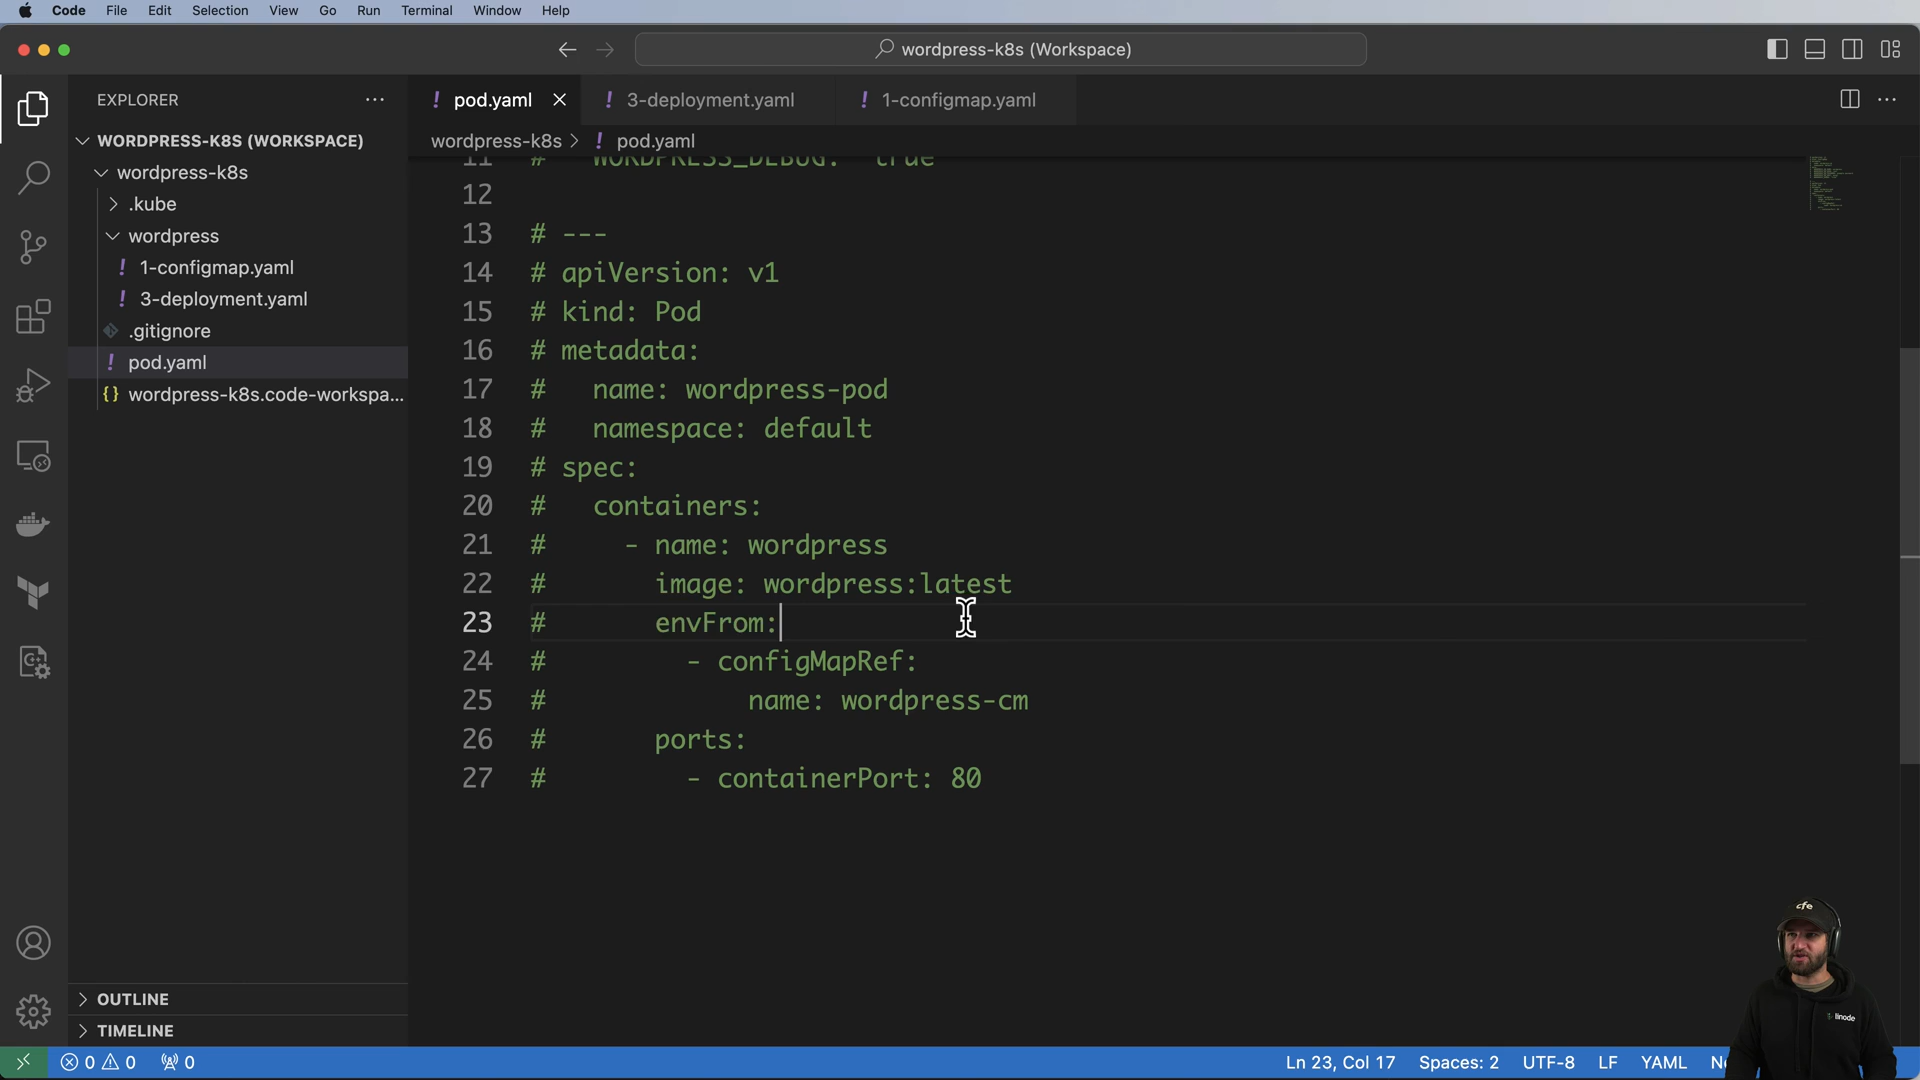 Code File Edit Selection View Go Run Terminal Window Help
wordpress-k8s (Workspace)
EXPLORER
WORDPRESS-K8S (WORKSPACE)
wordpress-k8s
.kube
wordpress
! 1-configmap.yaml
! 3-deployment.yaml
.gitignore
! pod.yaml
{} wordpress-k8s.code-workspa...
OUTLINE
TIMELINE
! pod.yaml ! 3-deployment.yaml ! 1-configmap.yaml
wordpress-k8s > ! pod.yaml
11 # WORDPRESS_DEBUG: "true"
12
13 # ---
14 # apiVersion: v1
15 # kind: Pod
16 # metadata:
17 #   name: wordpress-pod
18 #   namespace: default
19 # spec:
20 #   containers:
21 #     - name: wordpress
22 #       image: wordpress:latest
23 #       envFrom:
24 #         - configMapRef:
25 #             name: wordpress-cm
26 #       ports:
27 #         - containerPort: 80
cfe
linode
0 0 0
Ln 23, Col 17 Spaces: 2 UTF-8 LF YAML